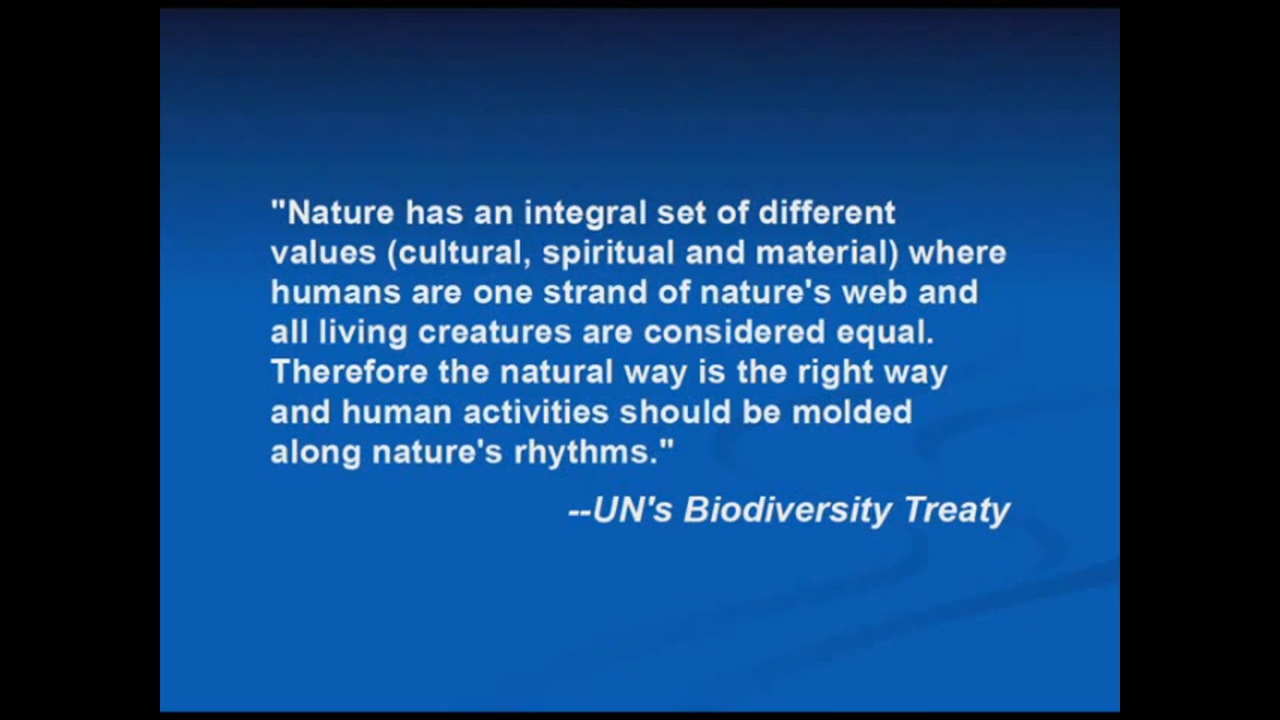 "Nature has an integral set of different
values (cultural, spiritual and material) where
humans are one strand of nature's web and
all living creatures are considered equal.
Therefore the natural way is the right way
and human activities should be molded
along nature's rhythms."
--UN's Biodiversity Treaty